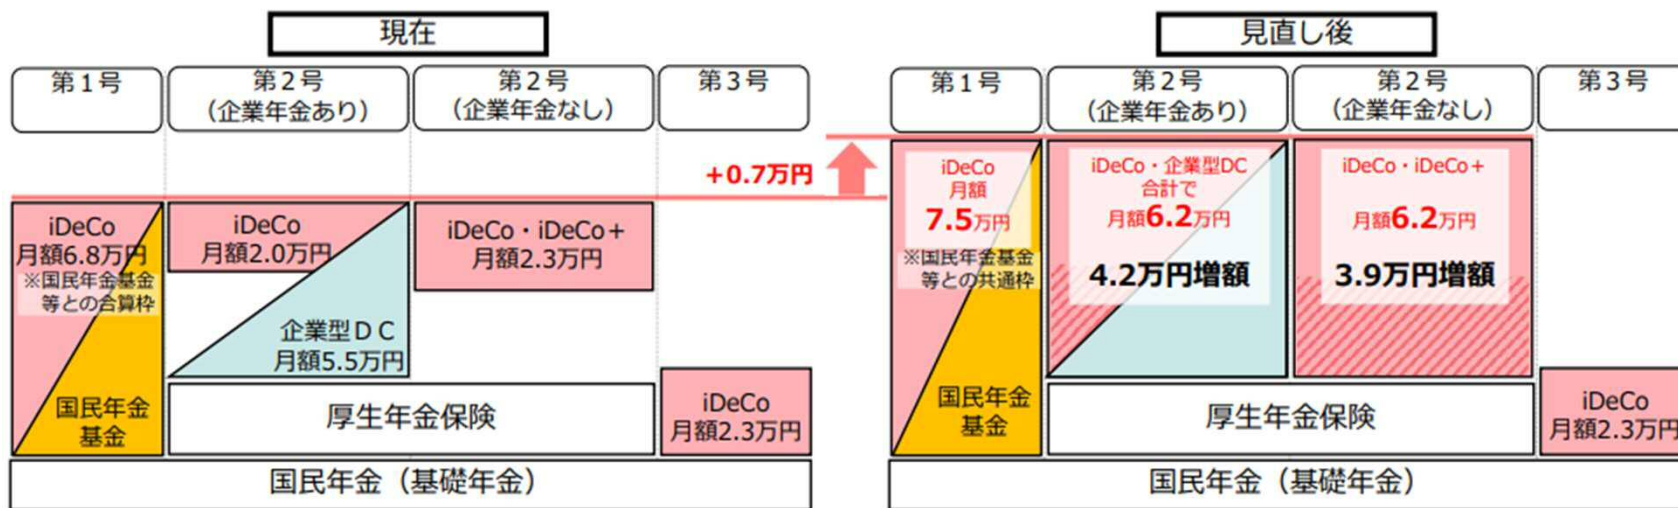 現在
第1号
第2号
（企業年金あり）
第2号
（企業年金なし）
第3号
iDeCo
月額6.8万円
※国民年金基金
等との合算枠
国民年金
基金
iDeCo
月額2.0万円
企業型ＤＣ
月額5.5万円
iDeCo・iDeCo＋
月額2.3万円
iDeCo
月額2.3万円
厚生年金保険
国民年金（基礎年金）
+0.7万円
見直し後
第1号
第2号
（企業年金あり）
第2号
（企業年金なし）
第3号
iDeCo
月額
7.5万円
※国民年金基金
等との共通枠
国民年金
基金
iDeCo・企業型DC
合計で
月額6.2万円
4.2万円増額
iDeCo・iDeCo＋
月額6.2万円
3.9万円増額
iDeCo
月額2.3万円
厚生年金保険
国民年金（基礎年金）